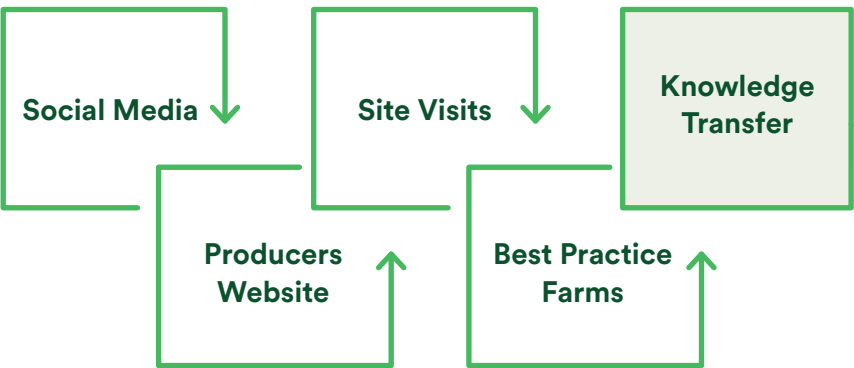 Social Media
Producers
Website
Site Visits
Best Practice
Farms
Knowledge
Transfer